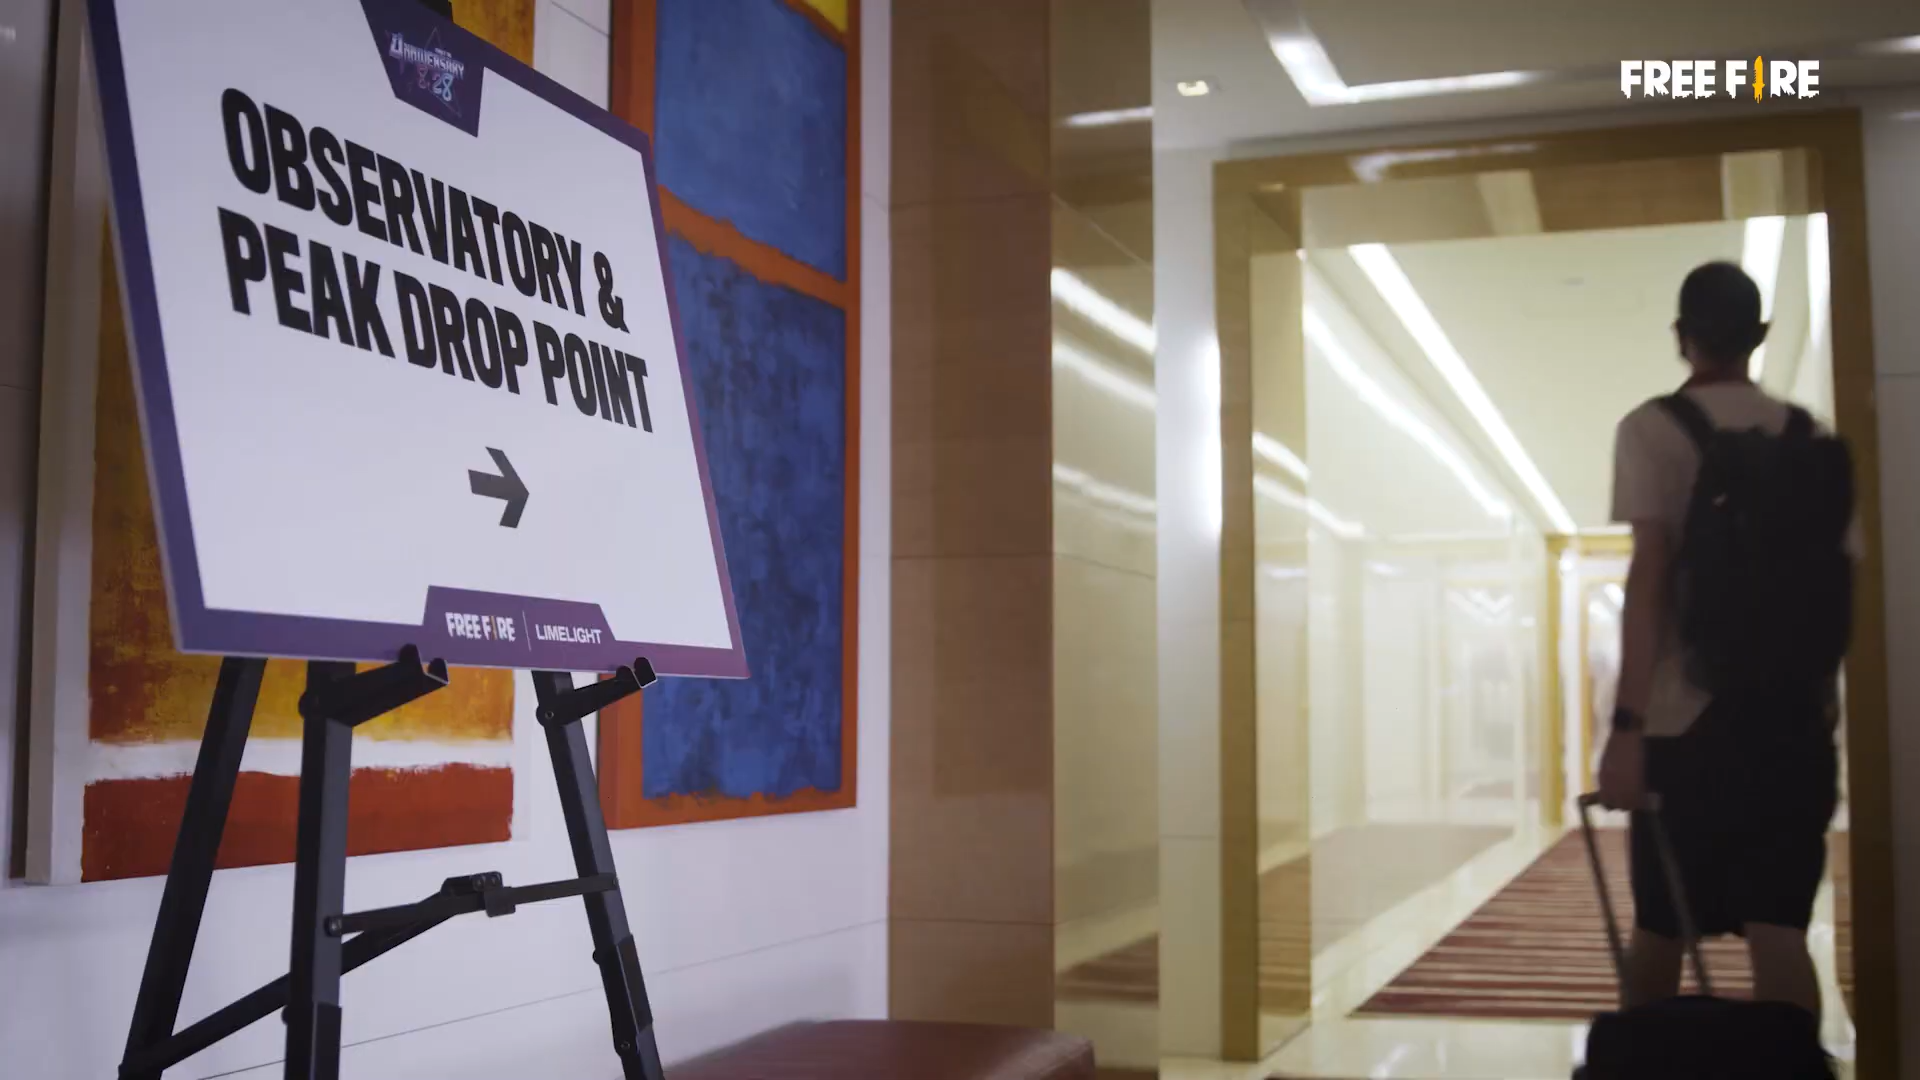 ANNIVERSARY
8.28
FREE FIRE
OBSERVATORY &
PEAK DROP POINT
FREE FIRE | LIMELIGHT